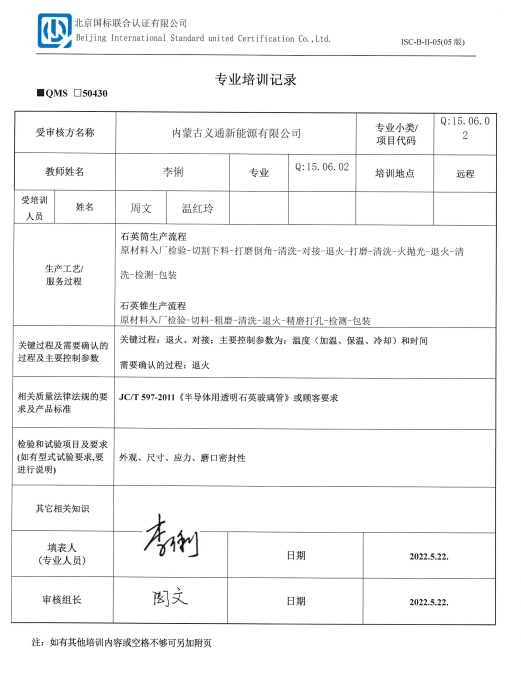 北京国标联合认证有限公司
Beijing International Standard united Certification Co.,Ltd.
ISC-B-II-05(05 版)
专业培训记录
■QMS □50430
受审核方名称
内蒙古义通新能源有限公司
专业小类/
项目代码
Q:15.06.0
2
教师姓名
李俐
专业
Q:15.06.02
培训地点
远程
受培训
人员
姓名
周文
温红玲
生产工艺/
服务过程
石英筒生产流程
原材料入厂检验-切割下料-打磨倒角-清洗-对接-退火-打磨-清洗-火抛光-退火-清
洗-检测-包装
石英锥生产流程
原材料入厂检验-切料-粗磨-清洗-退火-精磨打孔-检测-包装
关键过程及需要确认的
过程及主要控制参数
关键过程：退火、对接；主要控制参数为：温度（加温、保温、冷却）和时间
需要确认的过程：退火
相关质量法律法规的要
求及产品标准
JC/T 597-2011《半导体用透明石英玻璃管》或顾客要求
检验和试验项目及要求
(如有型式试验要求,要
进行说明)
外观、尺寸、应力、磨口密封性
其它相关知识
填表人
（专业人员）
李俐
日期
2022.5.22.
审核组长
周文
日期
2022.5.22.
注：如有其他培训内容或空格不够可另加附页